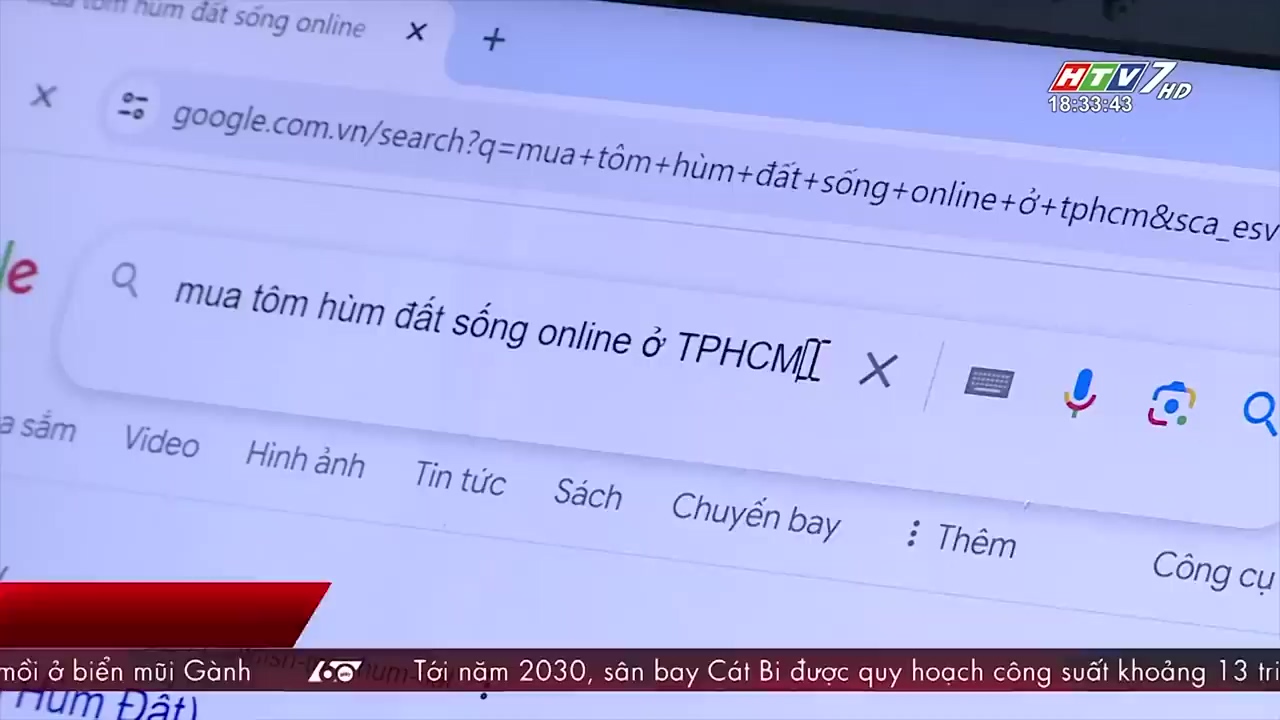 tôm hùm đất sống online
HTV7 HD
18:33:43
google.com.vn/search?q=mua+tôm+hùm+đất+sống+online+ở+tphcm&sca_esv
le
mua tôm hùm đất sống online ở TPHCM
a sắm Video Hình ảnh Tin tức Sách Chuyến bay Thêm Công cụ
mồi ở biển mũi Gành 60 Tới năm 2030, sân bay Cát Bi được quy hoạch công suất khoảng 13 tri
Hùm Đất)